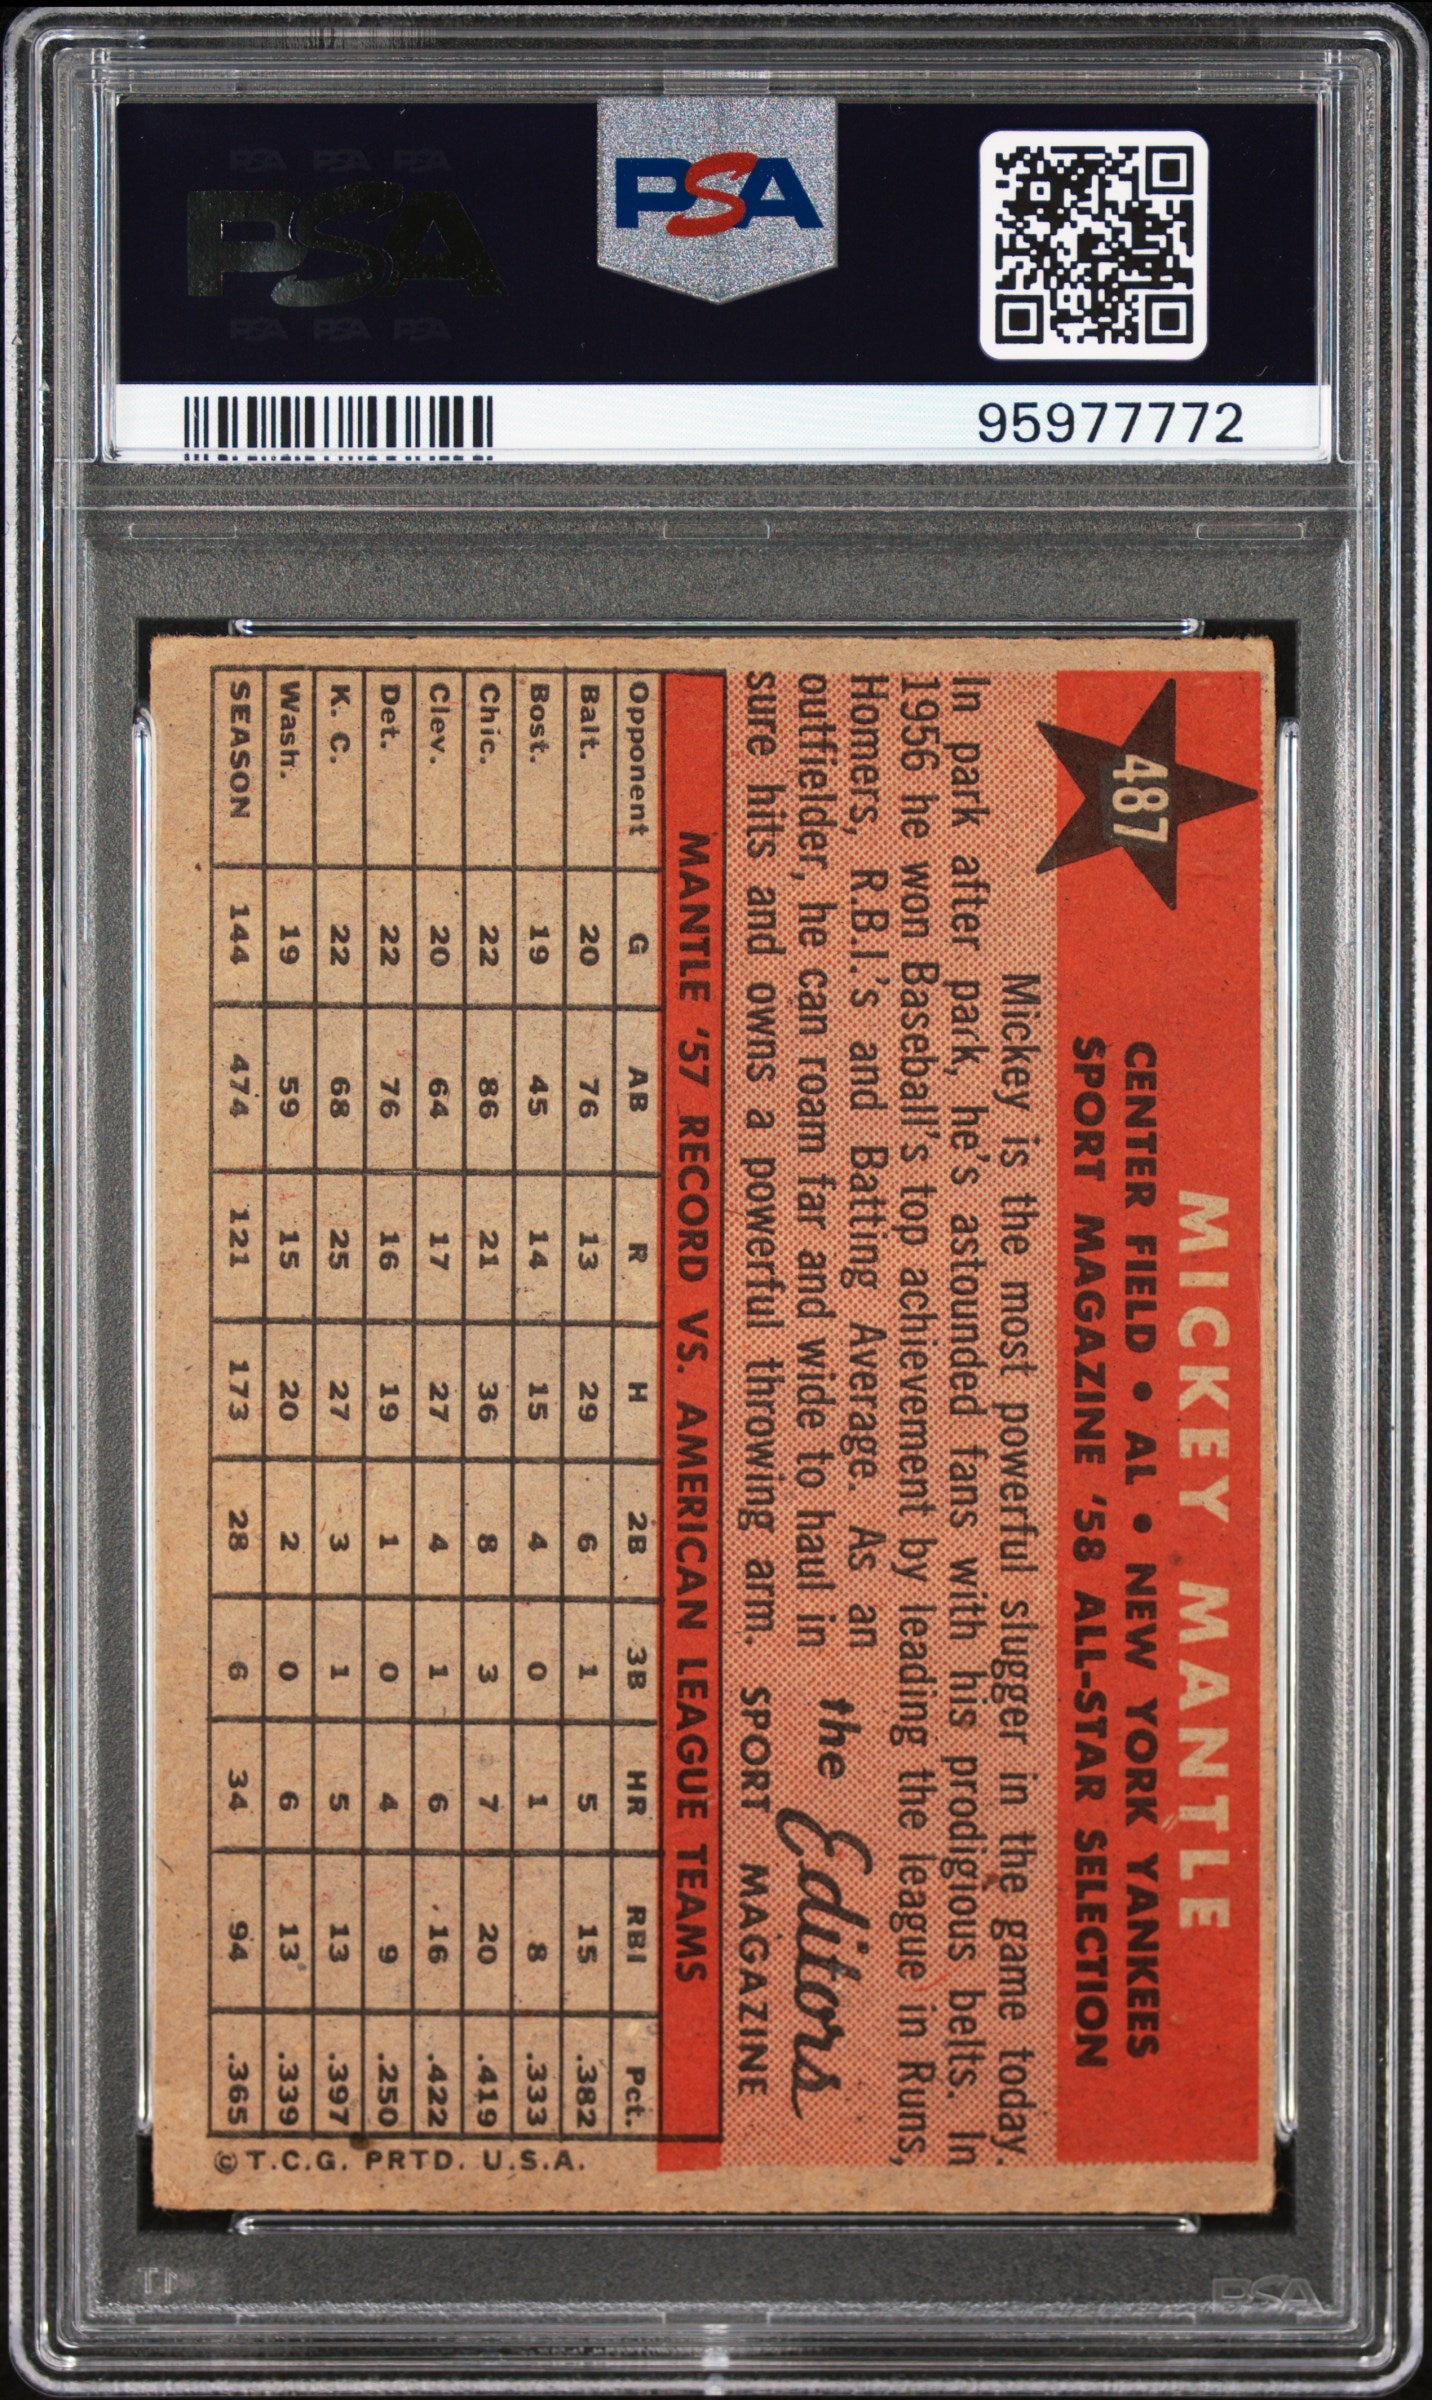 PSA PSA PSA
PSA
PSA PSA PSA
PSA
95977772
487
MICKEY MANTLE
CENTER FIELD • AL • NEW YORK YANKEES
SPORT MAGAZINE '58 ALL-STAR SELECTION
Mickey is the most powerful slugger in the game today.
In park after park, he's astounded fans with his prodigious belts. In
1956 he won Baseball's top achievement by leading the league in Runs,
Homers, R.B.I.'s and Batting Average. As an
outfielder, he can roam far and wide to haul in
sure hits and owns a powerful throwing arm.
the Editors
SPORT MAGAZINE
MANTLE '57 RECORD VS. AMERICAN LEAGUE TEAMS
Opponent G AB R H 2B 3B HR RBI Pct.
Balt. 20 76 13 29 6 1 5 15 .382
Bost. 19 45 14 15 4 0 1 8 .333
Chic. 22 86 21 36 8 3 7 20 .419
Clev. 20 64 17 27 4 1 6 16 .422
Det. 22 76 16 19 1 0 4 9 .250
K. C. 22 68 25 27 3 1 5 13 .397
Wash. 19 59 15 20 2 0 6 13 .339
SEASON 144 474 121 173 28 6 34 94 .365
© T.C.G. PRTD. U.S.A.
PSA